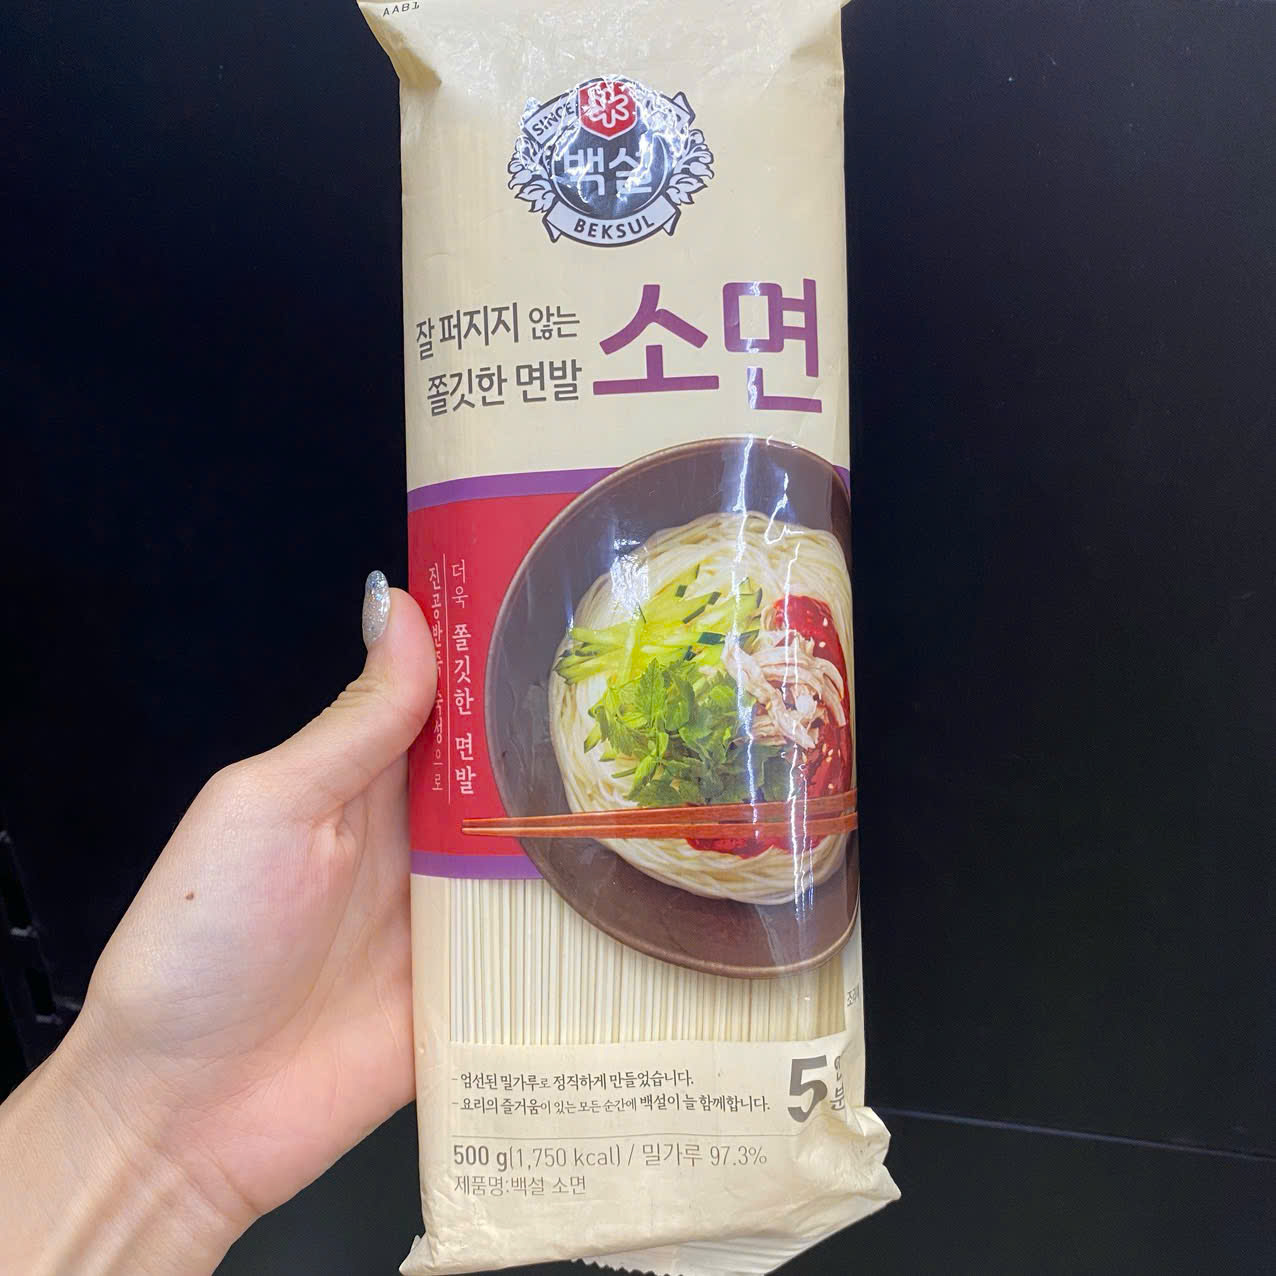 AAB1
SINCE
백설
BEKSUL
잘 퍼지지 않는
쫄깃한 면발
소면
더욱 쫄깃한 면발
5인분
- 엄선된 밀가루로 정직하게 만들었습니다.
- 요리의 즐거움이 있는 모든 순간에 백설이 늘 함께합니다.
500 g(1,750 kcal) / 밀가루 97.3%
제품명:백설 소면